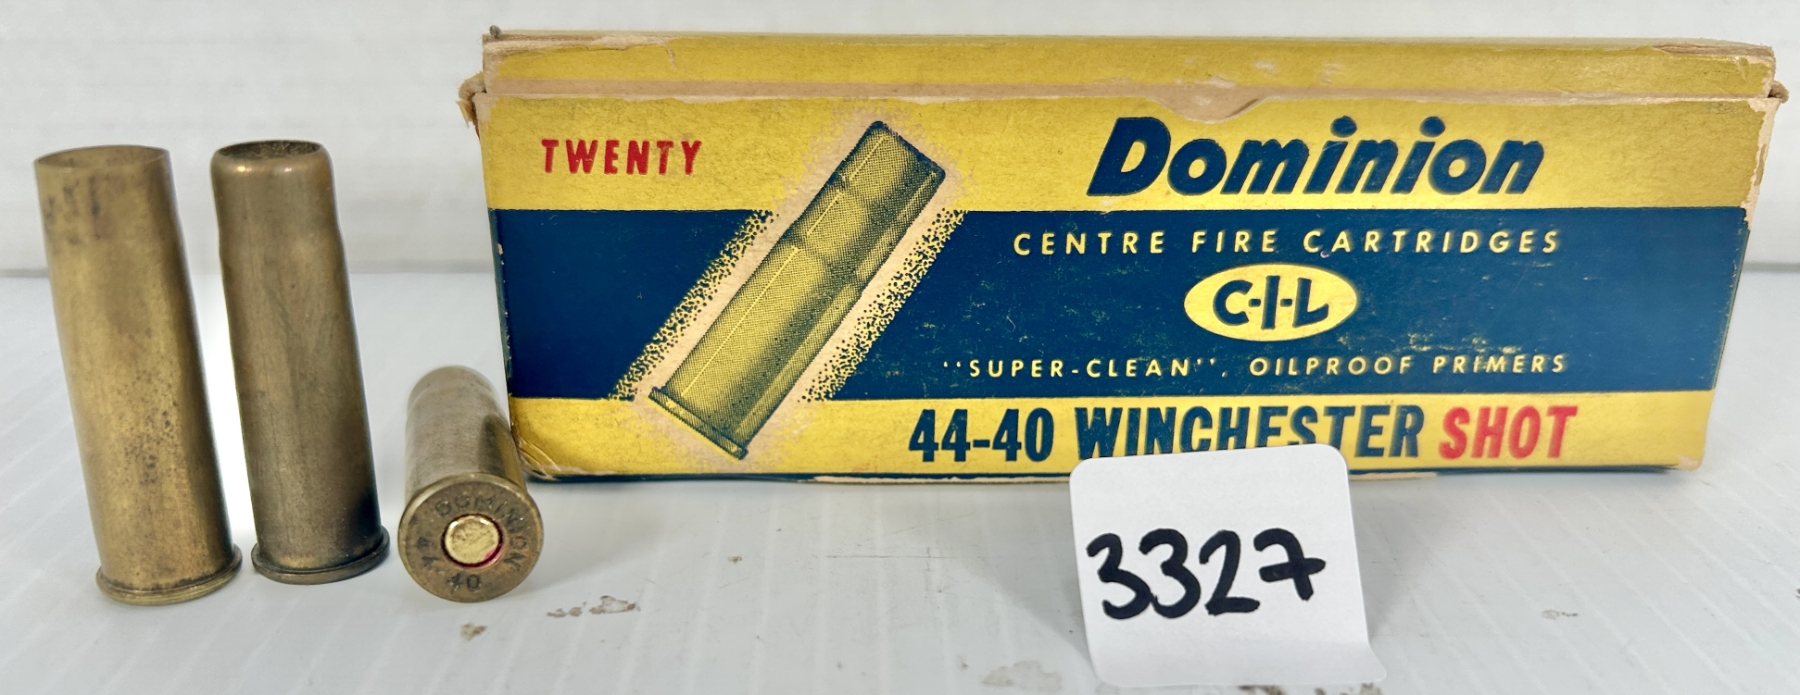 TWENTY
Dominion
CENTRE FIRE CARTRIDGES
C-I-L
"SUPER-CLEAN", OILPROOF PRIMERS
44-40 WINCHESTER SHOT
DOMINION
44 40
3327